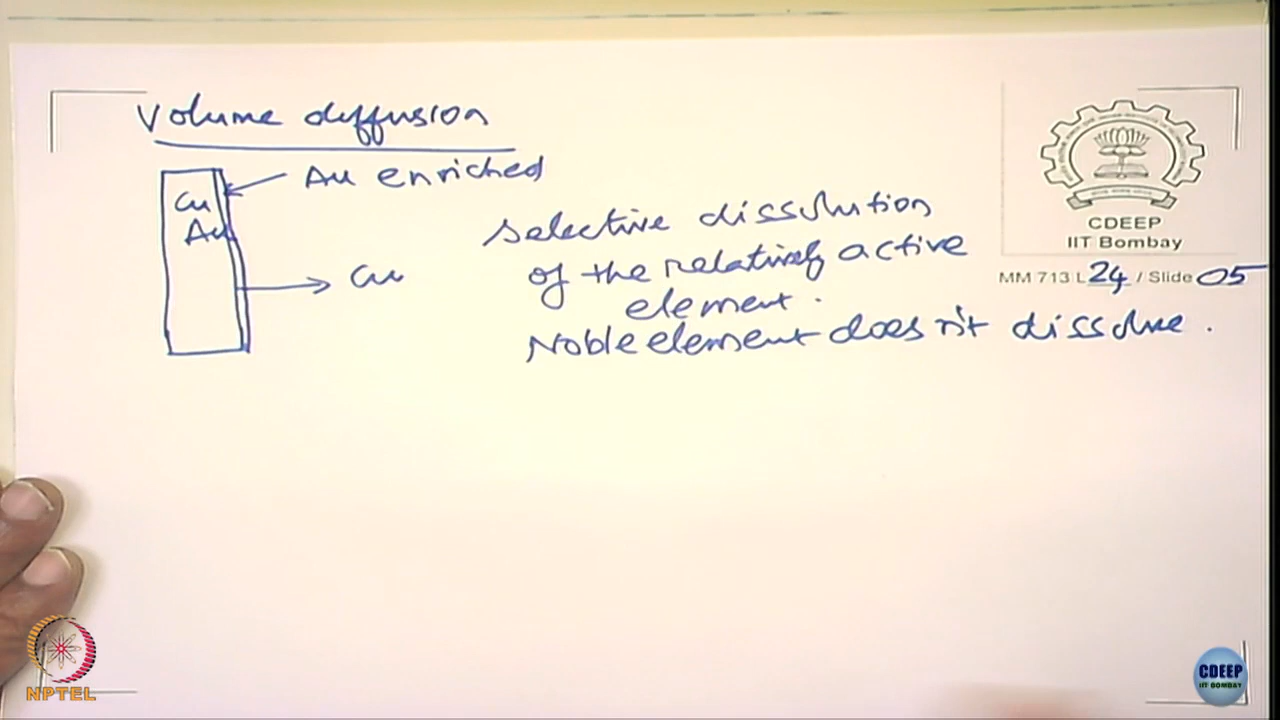 Volume diffusion
Au enriched
Cu
Au
Cu
selective dissolution
of the relatively active
element.
Noble element does n't dissolve.
CDEEP
IIT Bombay
MM 713 L 24 / Slide 05
NPTEL
CDEEP
IIT BOMBAY